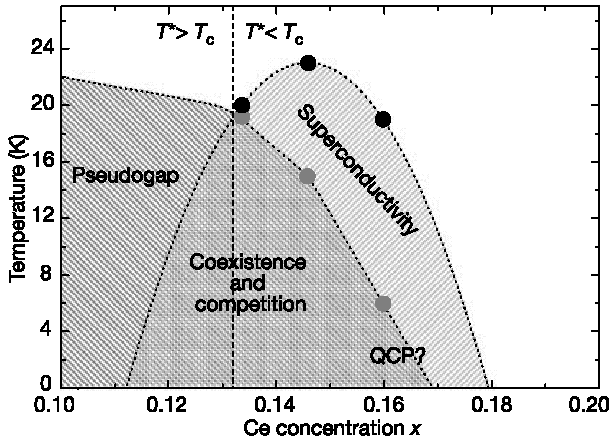 T*> Tc
T*< Tc
24
20
16
12
8
4
0
Temperature (K)
Pseudogap
Superconductivity
Coexistence
and
competition
QCP?
0.10
0.12
0.14
0.16
0.18
0.20
Ce concentration x